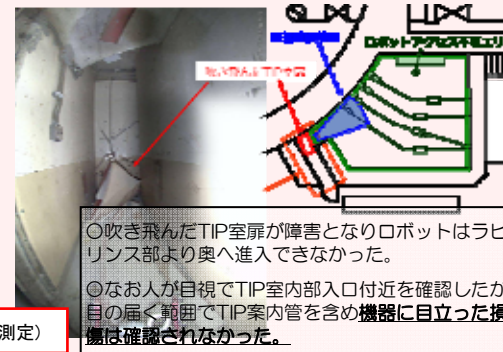 ロボットアクセス不可エリ
吹き飛んだTIP室扉
〇吹き飛んだTIP室扉が障害となりロボットはラビ
リンス部より奥へ進入できなかった。
〇なお人が目視でTIP室内部入口付近を確認したが
目の届く範囲でTIP案内管を含め機器に目立った損
傷は確認されなかった。
測定）